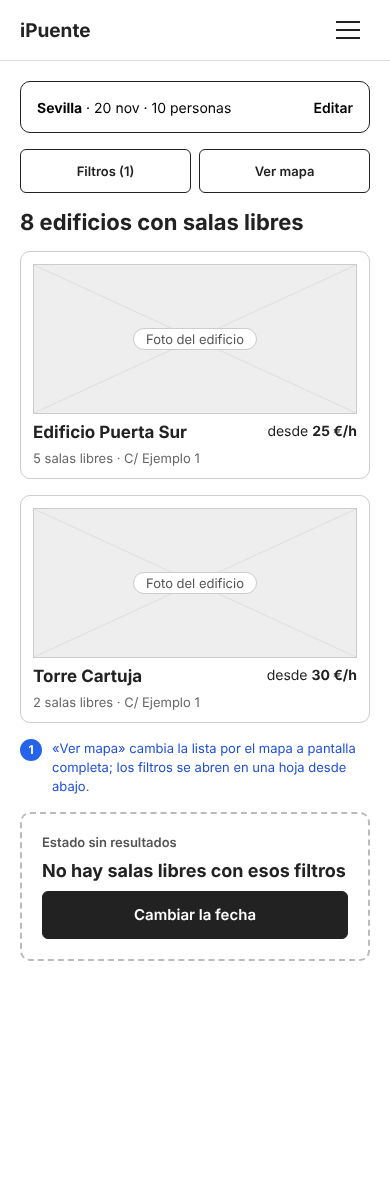 iPuente
Sevilla · 20 nov · 10 personas Editar
Filtros (1) Ver mapa
8 edificios con salas libres
Foto del edificio
Edificio Puerta Sur desde 25 €/h
5 salas libres · C/ Ejemplo 1
Foto del edificio
Torre Cartuja desde 30 €/h
2 salas libres · C/ Ejemplo 1
1 «Ver mapa» cambia la lista por el mapa a pantalla
completa; los filtros se abren en una hoja desde
abajo.
Estado sin resultados
No hay salas libres con esos filtros
Cambiar la fecha